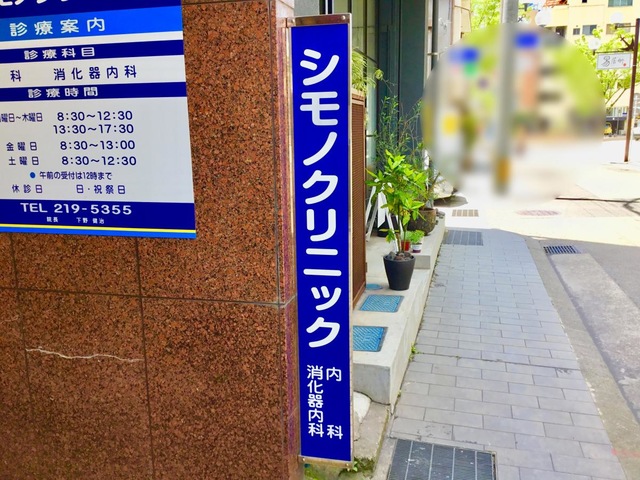 診療案内
診療科目
科 消化器内科
診療時間
曜日～木曜日 8:30～12:30
13:30～17:30
金曜日 8:30～13:00
土曜日 8:30～12:30
●午前の受付は12時まで
休診日 日・祝祭日
TEL 219-5355
院長 下野
シモノクリニック
内科
消化器内科